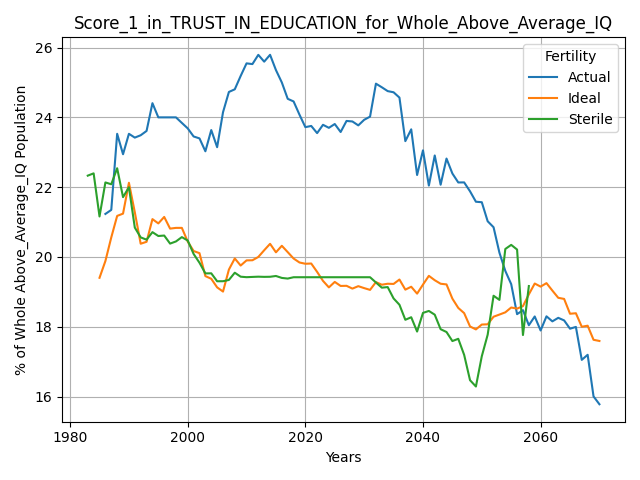 Score_1_in_TRUST_IN_EDUCATION_for_Whole_Above_Average_IQ
% of Whole Above_Average_IQ Population
26
24
22
20
18
16
Fertility
Actual
Ideal
Sterile
1980 2000 2020 2040 2060
Years